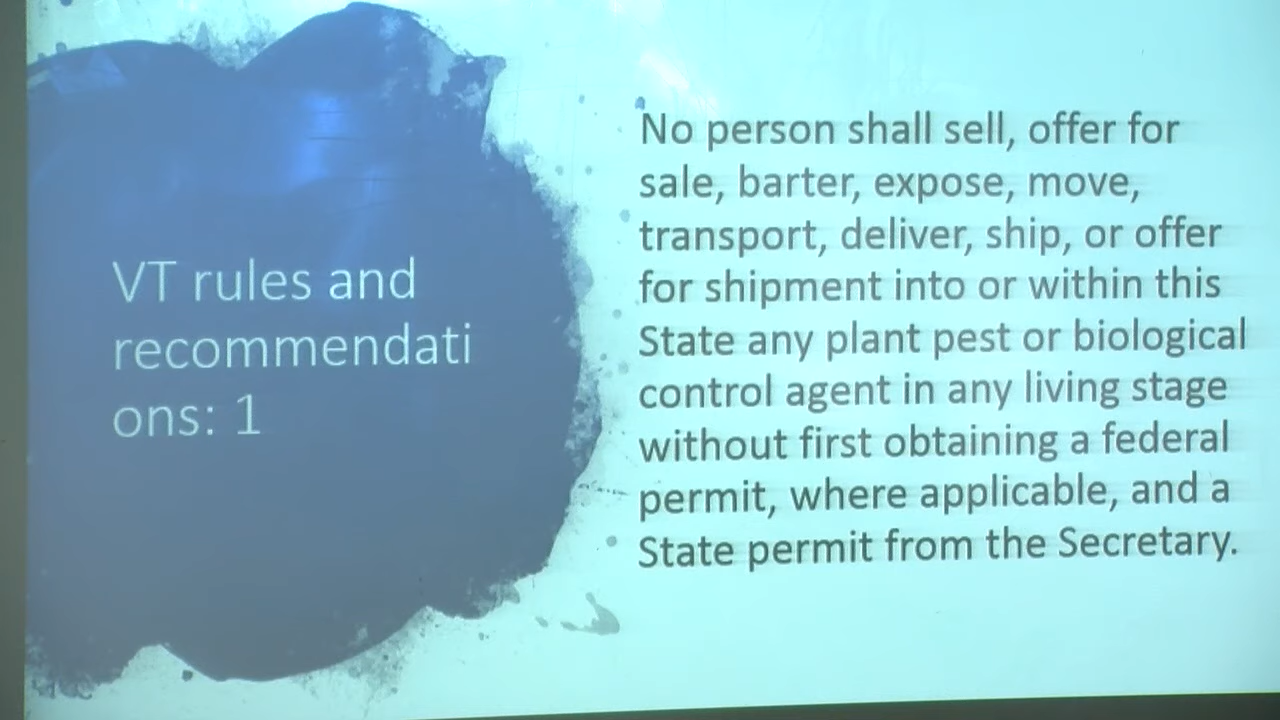 VT rules and
recommendati
ons: 1
No person shall sell, offer for
sale, barter, expose, move,
transport, deliver, ship, or offer
for shipment into or within this
State any plant pest or biological
control agent in any living stage
without first obtaining a federal
permit, where applicable, and a
State permit from the Secretary.